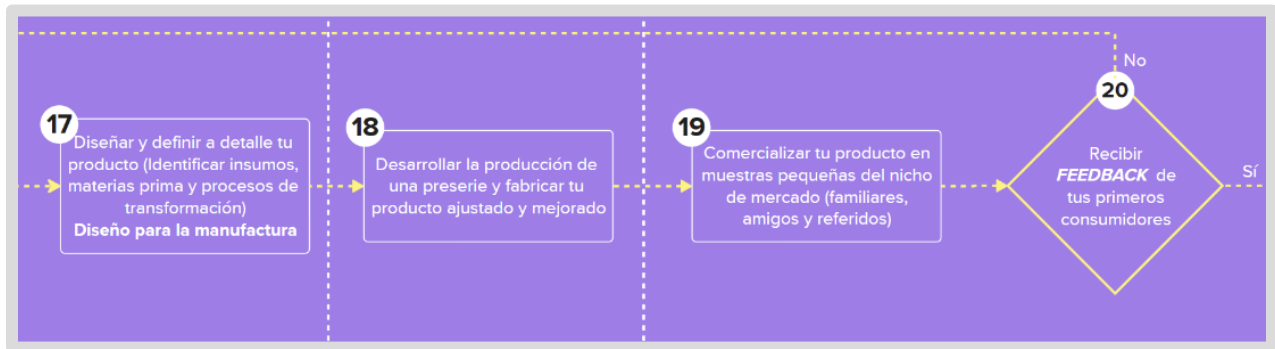 17
Diseñar y definir a detalle tu
producto (Identificar insumos,
materias prima y procesos de
transformación)
Diseño para la manufactura
18
Desarrollar la producción de
una preserie y fabricar tu
producto ajustado y mejorado
19
Comercializar tu producto en
muestras pequeñas del nicho
de mercado (familiares,
amigos y referidos)
No
20
Recibir
FEEDBACK de
tus primeros
consumidores
Sí